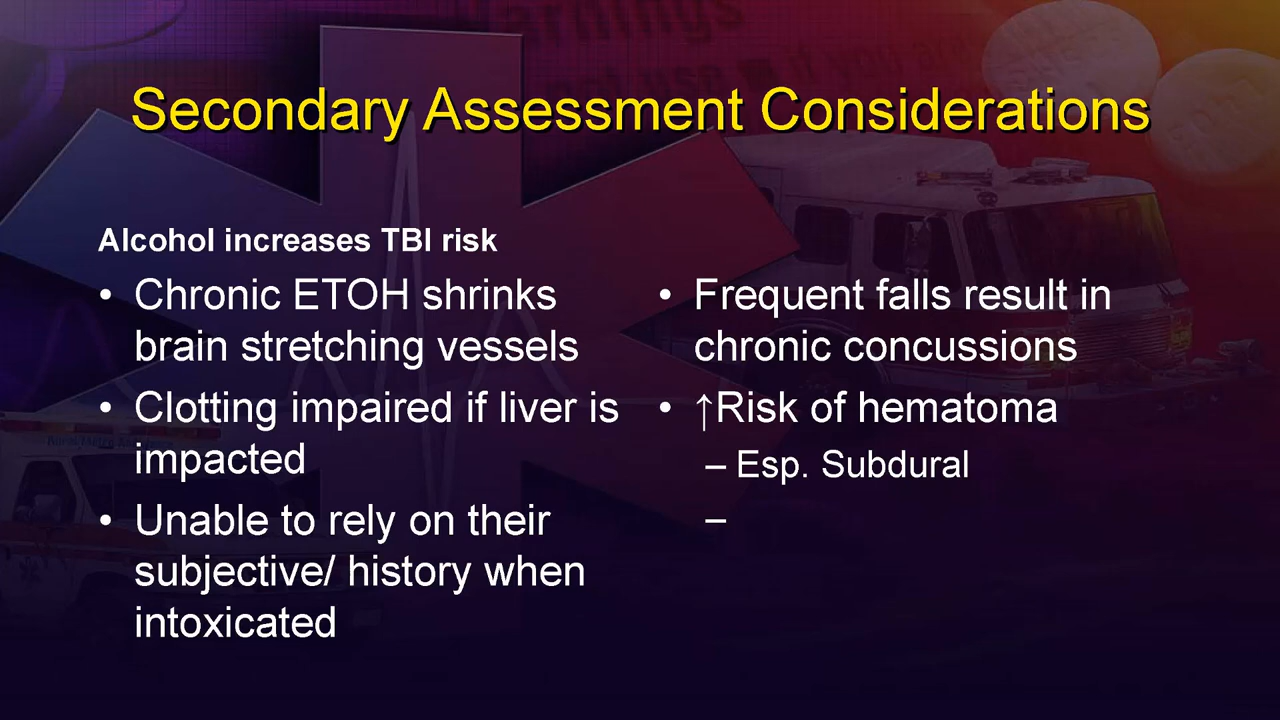 Secondary Assessment Considerations
Alcohol increases TBI risk
• Chronic ETOH shrinks
brain stretching vessels
• Clotting impaired if liver is
impacted
• Unable to rely on their
subjective/ history when
intoxicated
• Frequent falls result in
chronic concussions
• ↑Risk of hematoma
– Esp. Subdural
–